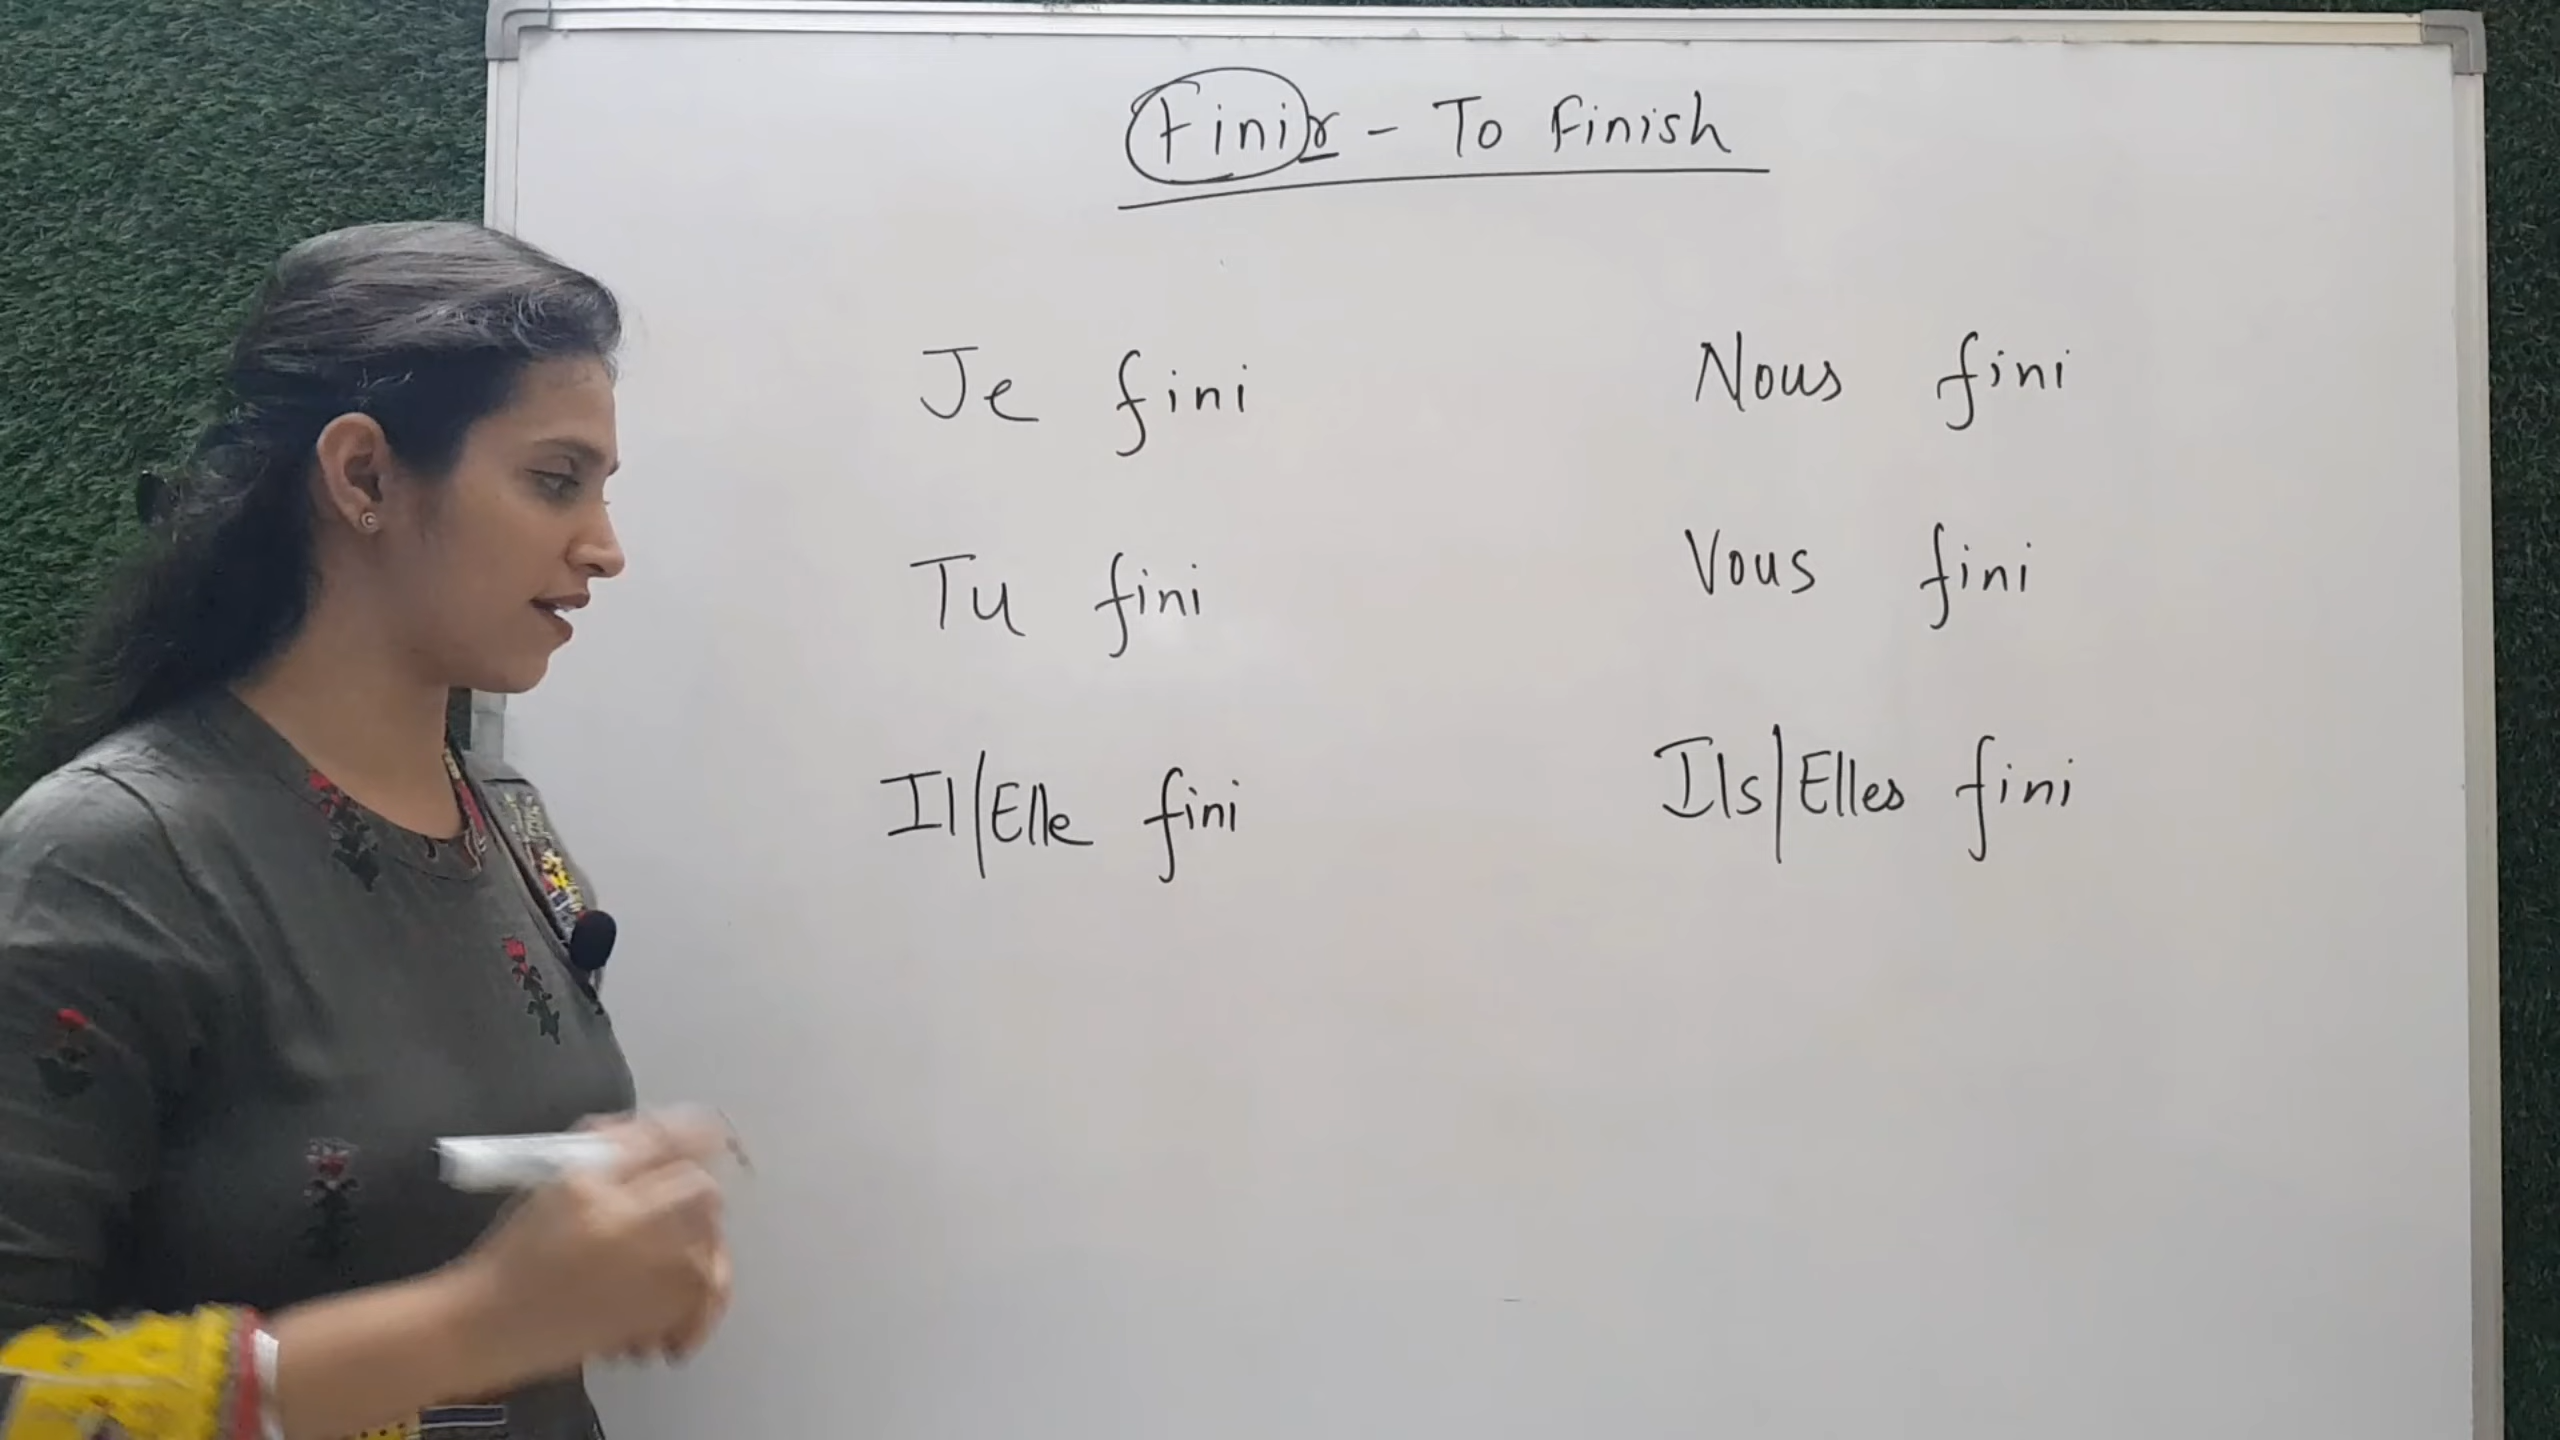 Finir - To Finish
Je fini
Tu fini
Il/Elle fini
Nous fini
Vous fini
Ils/Elles fini